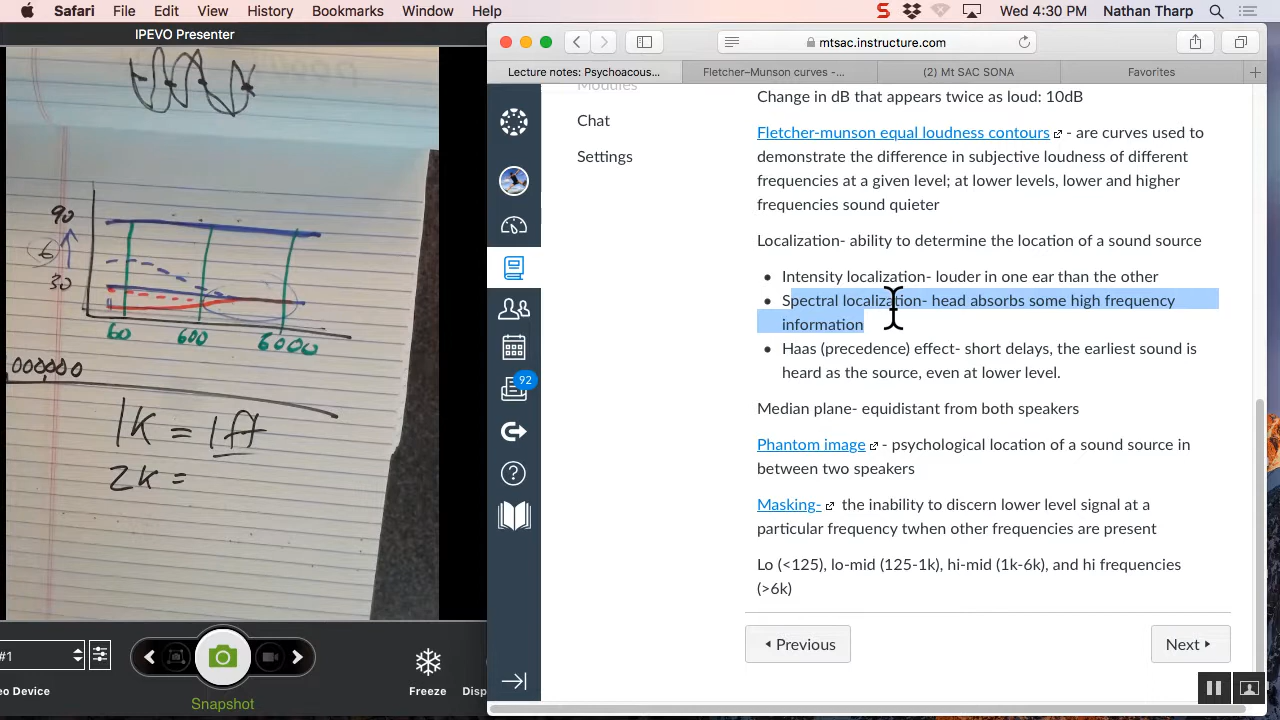 Safari File Edit View History Bookmarks Window Help
Wed 4:30 PM Nathan Tharp
IPEVO Presenter
90
30
60 600 6000
000000
1K = 1ft
2K =
#1
eo Device
Snapshot
Freeze
Disp
mtsac.instructure.com
Lecture notes: Psychoacous...
Fletcher–Munson curves -...
(2) Mt SAC SONA
Favorites
Modules
Chat
Settings
92
Change in dB that appears twice as loud: 10dB
Fletcher-munson equal loudness contours - are curves used to
demonstrate the difference in subjective loudness of different
frequencies at a given level; at lower levels, lower and higher
frequencies sound quieter
Localization- ability to determine the location of a sound source
Intensity localization- louder in one ear than the other
Spectral localization- head absorbs some high frequency
information
Haas (precedence) effect- short delays, the earliest sound is
heard as the source, even at lower level.
Median plane- equidistant from both speakers
Phantom image - psychological location of a sound source in
between two speakers
Masking- the inability to discern lower level signal at a
particular frequency twhen other frequencies are present
Lo (<125), lo-mid (125-1k), hi-mid (1k-6k), and hi frequencies
(>6k)
Previous
Next